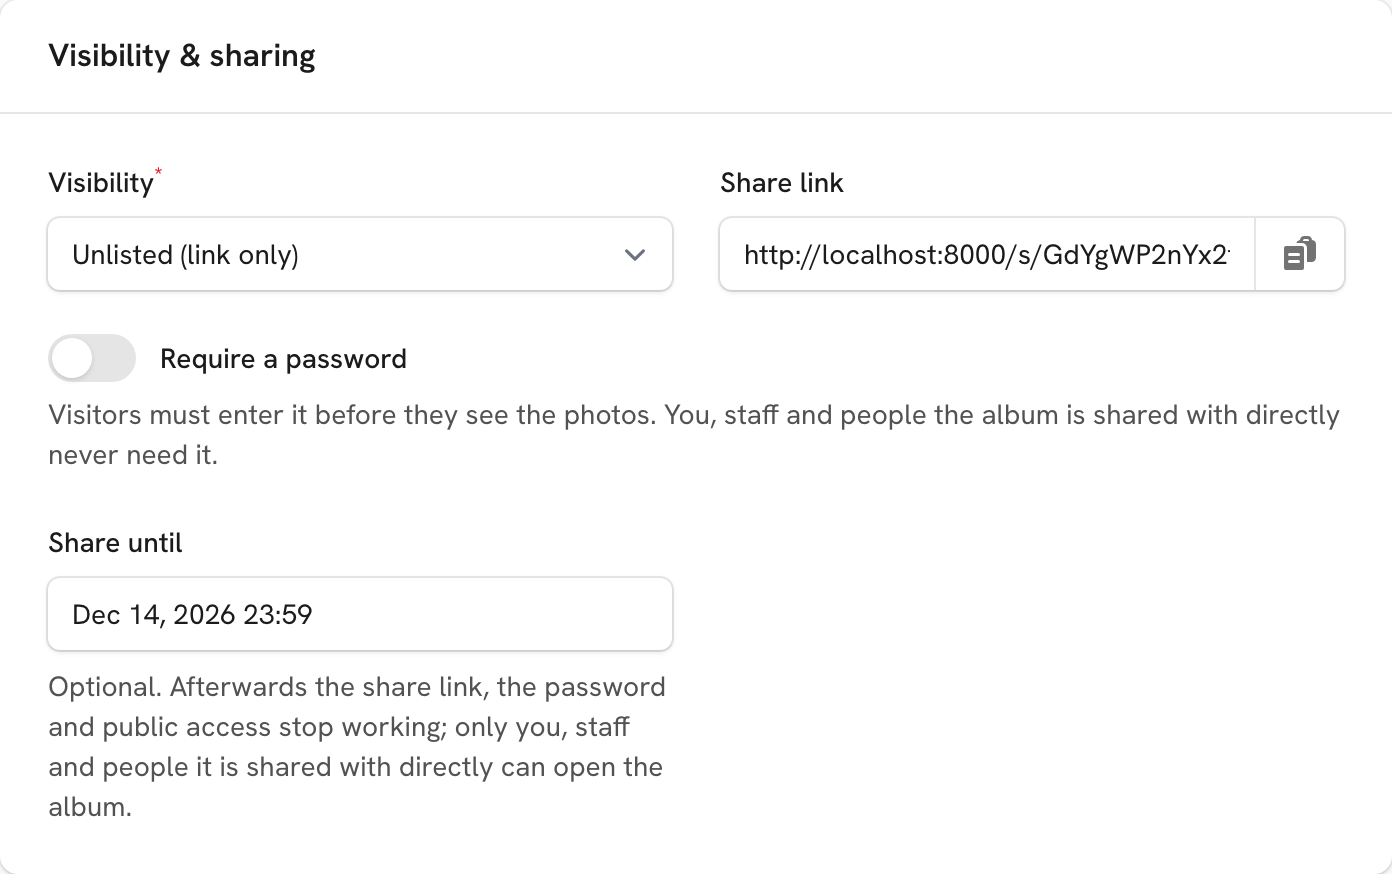 Visibility & sharing
Visibility*
Share link
Unlisted (link only)
http://localhost:8000/s/GdYgWP2nYx2
Require a password
Visitors must enter it before they see the photos. You, staff and people the album is shared with directly
never need it.
Share until
Dec 14, 2026 23:59
Optional. Afterwards the share link, the password
and public access stop working; only you, staff
and people it is shared with directly can open the
album.